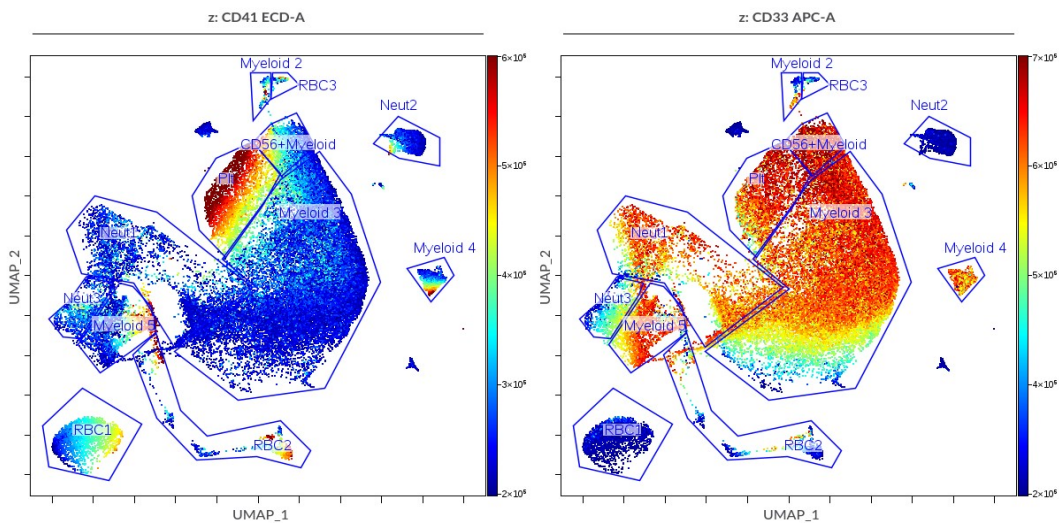 z: CD41 ECD-A
Myeloid 2
RBC3
Neut2
CD56+Myeloid
Plt
Myeloid 3
Neut1
Myeloid 4
Neut3
Myeloid 5
RBC1
RBC2
UMAP_2
UMAP_1
6×10⁵
5×10⁵
4×10⁵
3×10⁵
2×10⁵
z: CD33 APC-A
Myeloid 2
RBC3
Neut2
CD56+Myeloid
Plt
Myeloid 3
Neut1
Myeloid 4
Neut3
Myeloid 5
RBC1
RBC2
UMAP_2
UMAP_1
7×10⁵
6×10⁵
5×10⁵
4×10⁵
2×10⁵